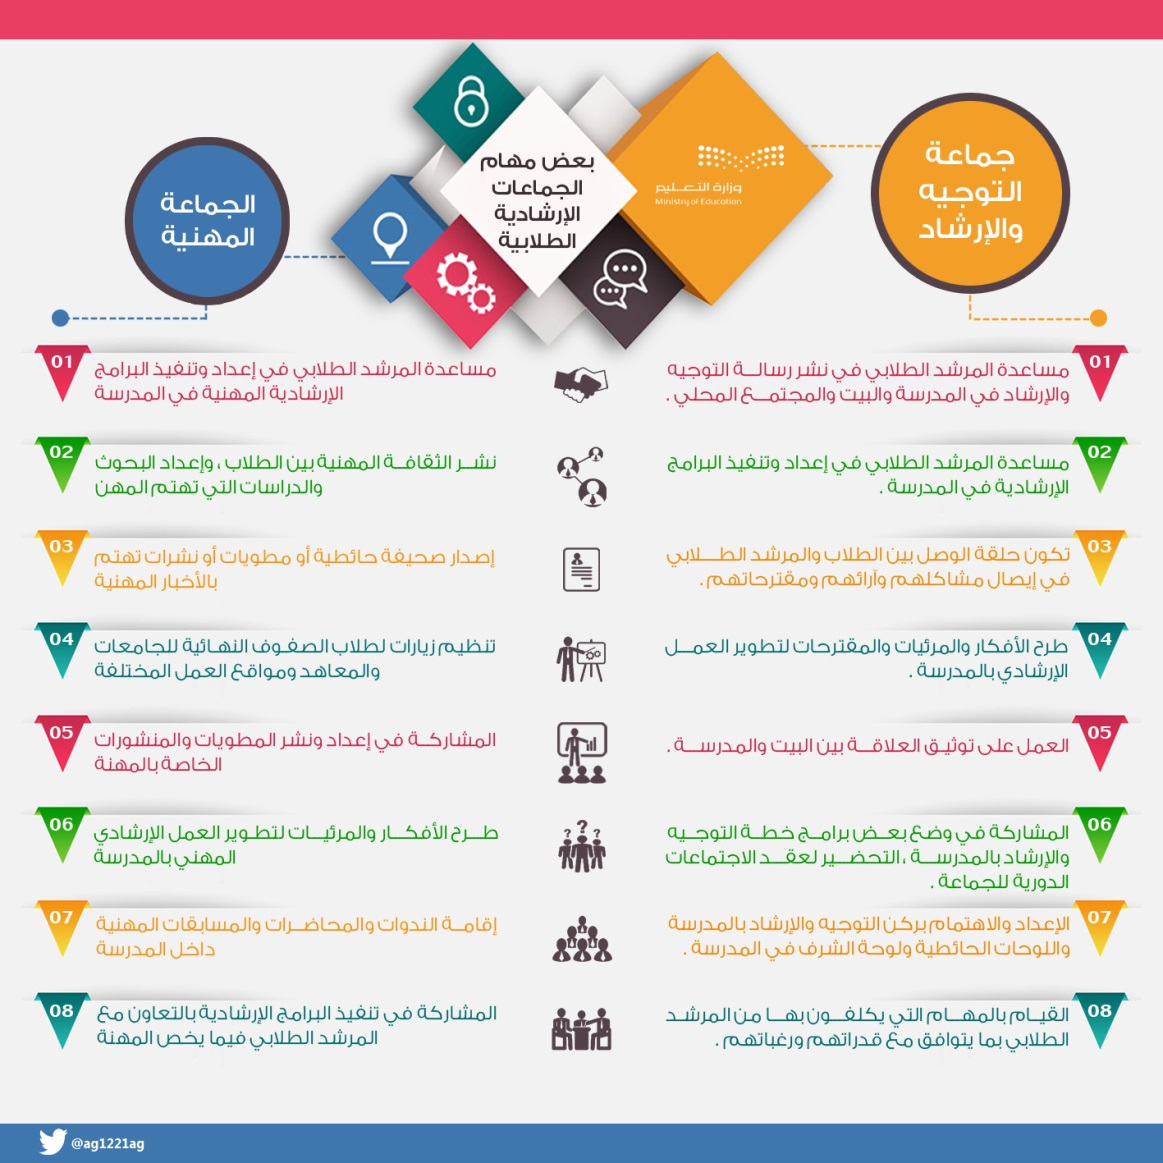 بعض مهام
الجماعات
الإرشادية
الطلابية
وزارة التعليم
Ministry of Education
جماعة
التوجيه
والإرشاد
01
مساعدة المرشد الطلابي في نشر رسالة التوجيه
والإرشاد في المدرسة والبيت والمجتمع المحلي .
02
مساعدة المرشد الطلابي في إعداد وتنفيذ البرامج
الإرشادية في المدرسة .
03
تكون حلقة الوصل بين الطلاب والمرشد الطلابي
في إيصال مشاكلهم وآرائهم ومقترحاتهم .
04
طرح الأفكار والمرئيات والمقترحات لتطوير العمل
الإرشادي بالمدرسة .
05
العمل على توثيق العلاقة بين البيت والمدرسة .
06
المشاركة في وضع بعض برامج خطة التوجيه
والإرشاد بالمدرسة ، التحضير لعقد الاجتماعات
الدورية للجماعة .
07
الإعداد والاهتمام بركن التوجيه والإرشاد بالمدرسة
واللوحات الحائطية ولوحة الشرف في المدرسة .
08
القيام بالمهام التي يكلفون بها من المرشد
الطلابي بما يتوافق مع قدراتهم ورغباتهم .
الجماعة
المهنية
01
مساعدة المرشد الطلابي في إعداد وتنفيذ البرامج
الإرشادية المهنية في المدرسة
02
نشر الثقافة المهنية بين الطلاب ، وإعداد البحوث
والدراسات التي تهتم المهن
03
إصدار صحيفة حائطية أو مطويات أو نشرات تهتم
بالأخبار المهنية
04
تنظيم زيارات لطلاب الصفوف النهائية للجامعات
والمعاهد ومواقع العمل المختلفة
05
المشاركة في إعداد ونشر المطويات والمنشورات
الخاصة بالمهنة
06
طرح الأفكار والمرئيات لتطوير العمل الإرشادي
المهني بالمدرسة
07
إقامة الندوات والمحاضرات والمسابقات المهنية
داخل المدرسة
08
المشاركة في تنفيذ البرامج الإرشادية بالتعاون مع
المرشد الطلابي فيما يخص المهنة
@ag1221ag